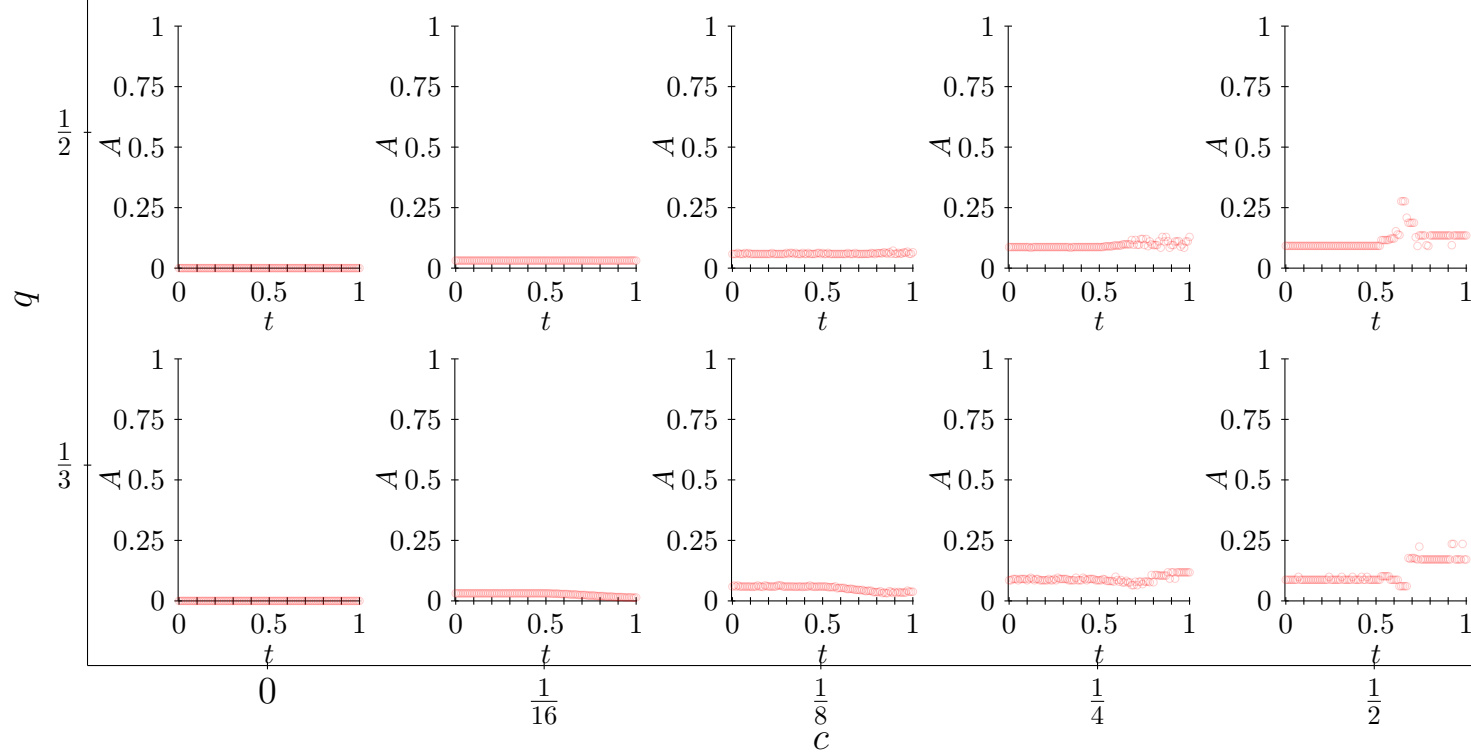 1 1 1 1 1
0.75 0.75 0.75 0.75 0.75
1/2 A 0.5 A 0.5 A 0.5 A 0.5 A 0.5
0.25 0.25 0.25 0.25 0.25
0 0 0 0 0
0 0.5 1 0 0.5 1 0 0.5 1 0 0.5 1 0 0.5 1
q
t t t t t
1 1 1 1 1
0.75 0.75 0.75 0.75 0.75
1/3 A 0.5 A 0.5 A 0.5 A 0.5 A 0.5
0.25 0.25 0.25 0.25 0.25
0 0 0 0 0
0 0.5 1 0 0.5 1 0 0.5 1 0 0.5 1 0 0.5 1
t t t t t
0 1/16 1/8 1/4 1/2
c